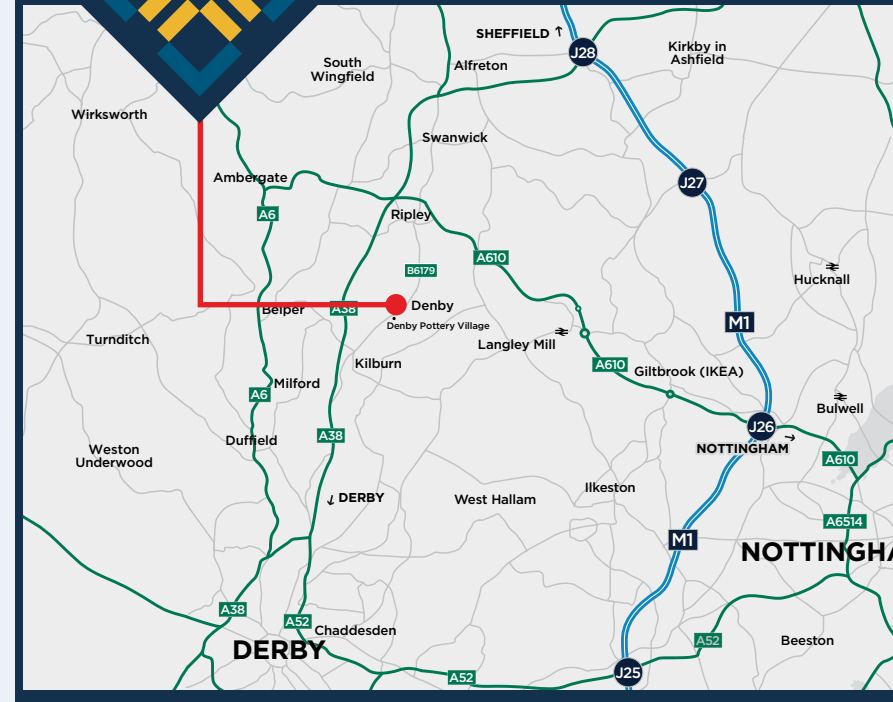 SHEFFIELD ↑
J28
Kirkby in
Ashfield
South
Wingfield
Alfreton
Wirksworth
Swanwick
Ambergate
J27
A6
Ripley
A610
B6179
Hucknall
Belper
A38
Denby
Denby Pottery Village
M1
Turnditch
Langley Mill
Kilburn
A610
Giltbrook (IKEA)
Milford
A6
Bulwell
J26
Duffield
A38
NOTTINGHAM →
Weston
Underwood
A610
↓ DERBY
West Hallam
Ilkeston
A6514
M1
NOTTINGHA
A38
A52
Chaddesden
DERBY
A52
Beeston
J25
A52